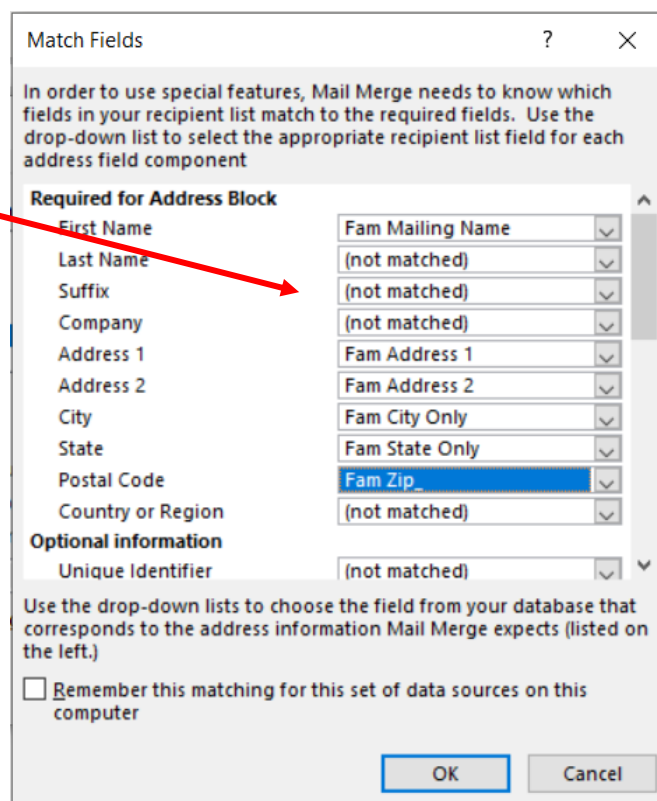 Match Fields ? X
In order to use special features, Mail Merge needs to know which
fields in your recipient list match to the required fields. Use the
drop-down list to select the appropriate recipient list field for each
address field component
Required for Address Block
First Name Fam Mailing Name
Last Name (not matched)
Suffix (not matched)
Company (not matched)
Address 1 Fam Address 1
Address 2 Fam Address 2
City Fam City Only
State Fam State Only
Postal Code Fam Zip_
Country or Region (not matched)
Optional information
Unique Identifier (not matched)
Use the drop-down lists to choose the field from your database that
corresponds to the address information Mail Merge expects (listed on
the left.)
Remember this matching for this set of data sources on this
computer
OK Cancel